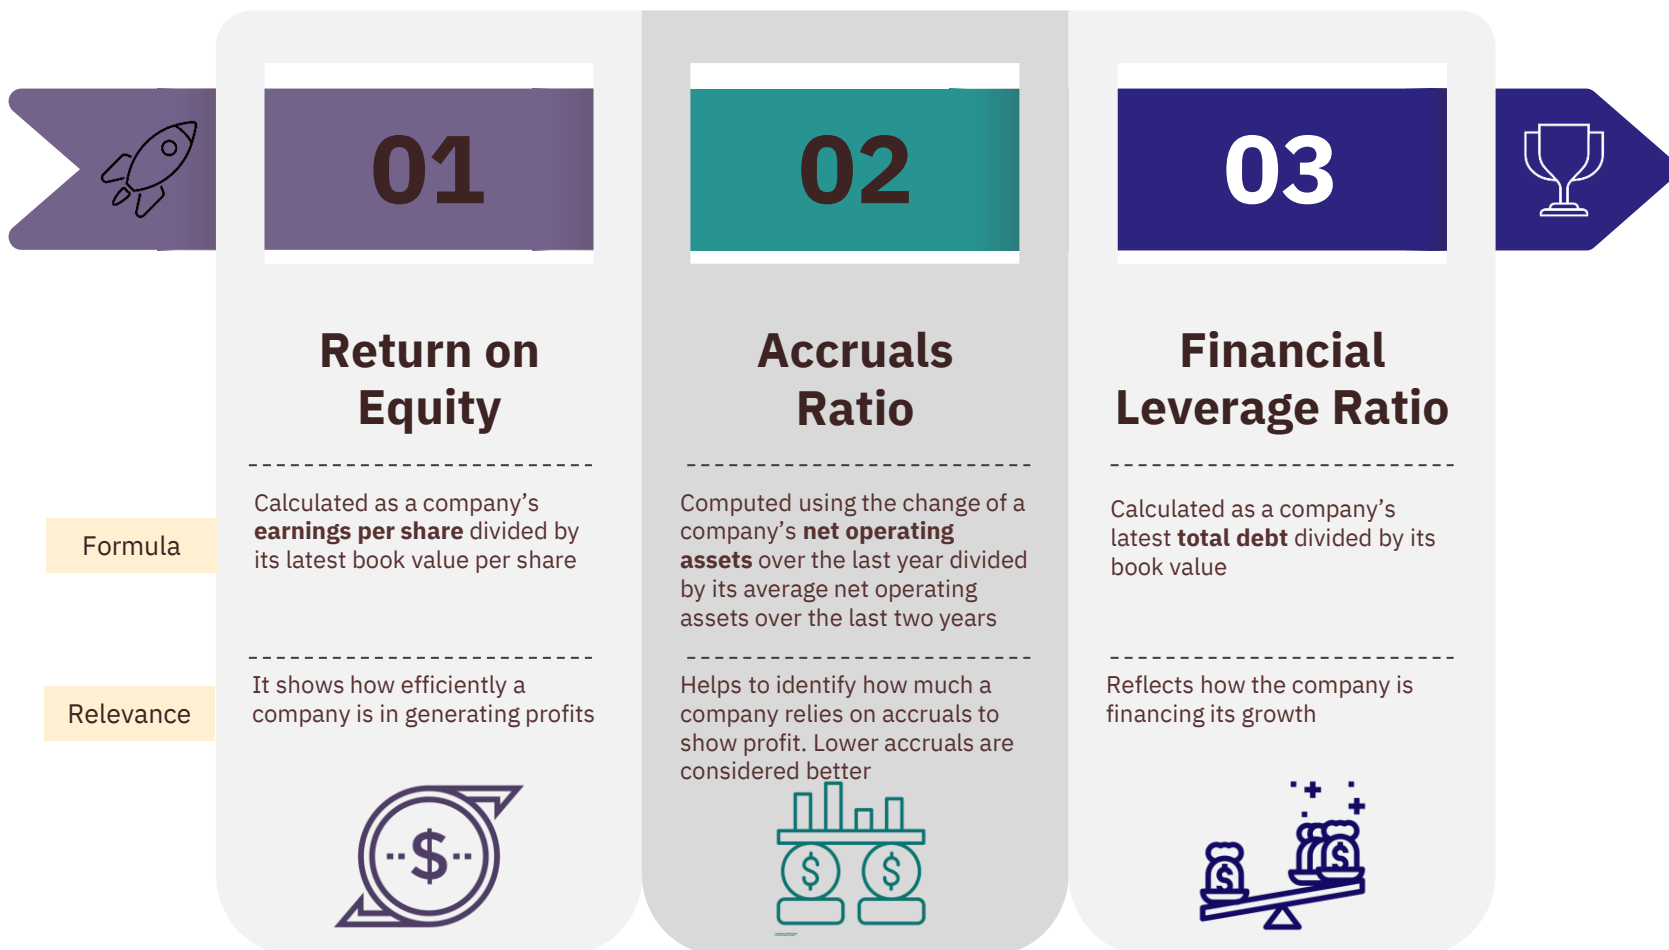 01
02
03
Return on
Equity
Accruals
Ratio
Financial
Leverage Ratio
Formula
Calculated as a company’s
earnings per share divided by
its latest book value per share
Computed using the change of a
company’s net operating
assets over the last year divided
by its average net operating
assets over the last two years
Calculated as a company’s
latest total debt divided by its
book value
Relevance
It shows how efficiently a
company is in generating profits
Helps to identify how much a
company relies on accruals to
show profit. Lower accruals are
considered better
Reflects how the company is
financing its growth
$
$ $
$ $